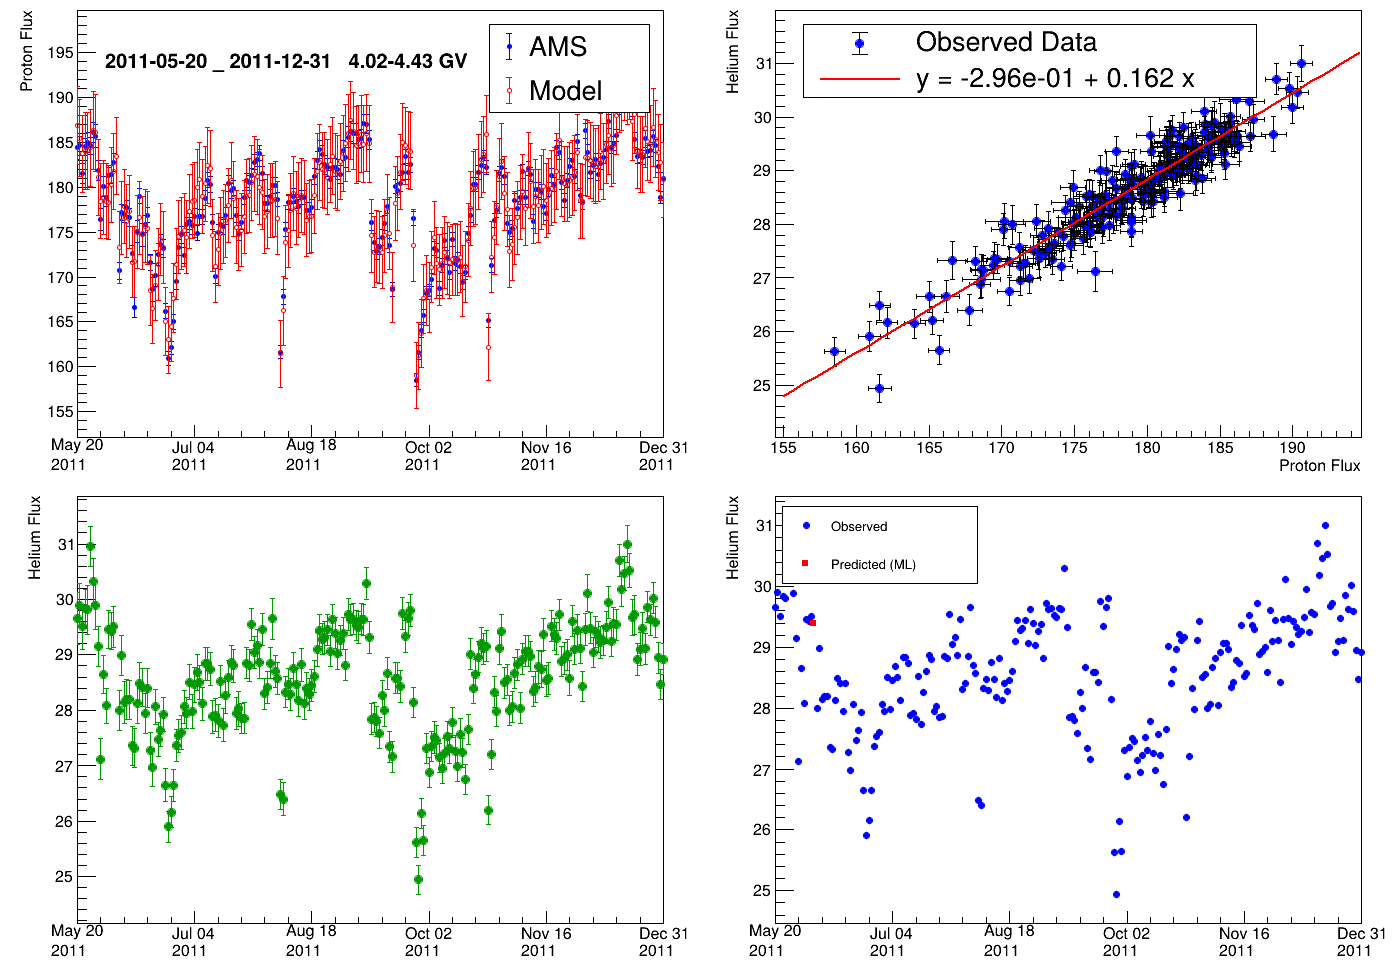 Proton Flux
195
190
185
180
175
170
165
160
155
2011-05-20 _ 2011-12-31 4.02-4.43 GV
AMS
Model
May 20 2011
Jul 04 2011
Aug 18 2011
Oct 02 2011
Nov 16 2011
Dec 31 2011
Helium Flux
31
30
29
28
27
26
25
Observed Data
y = -2.96e-01 + 0.162 x
155 160 165 170 175 180 185 190
Proton Flux
Helium Flux
31
30
29
28
27
26
25
May 20 2011
Jul 04 2011
Aug 18 2011
Oct 02 2011
Nov 16 2011
Dec 31 2011
Helium Flux
31
30
29
28
27
26
25
Observed
Predicted (ML)
May 20 2011
Jul 04 2011
Aug 18 2011
Oct 02 2011
Nov 16 2011
Dec 31 2011